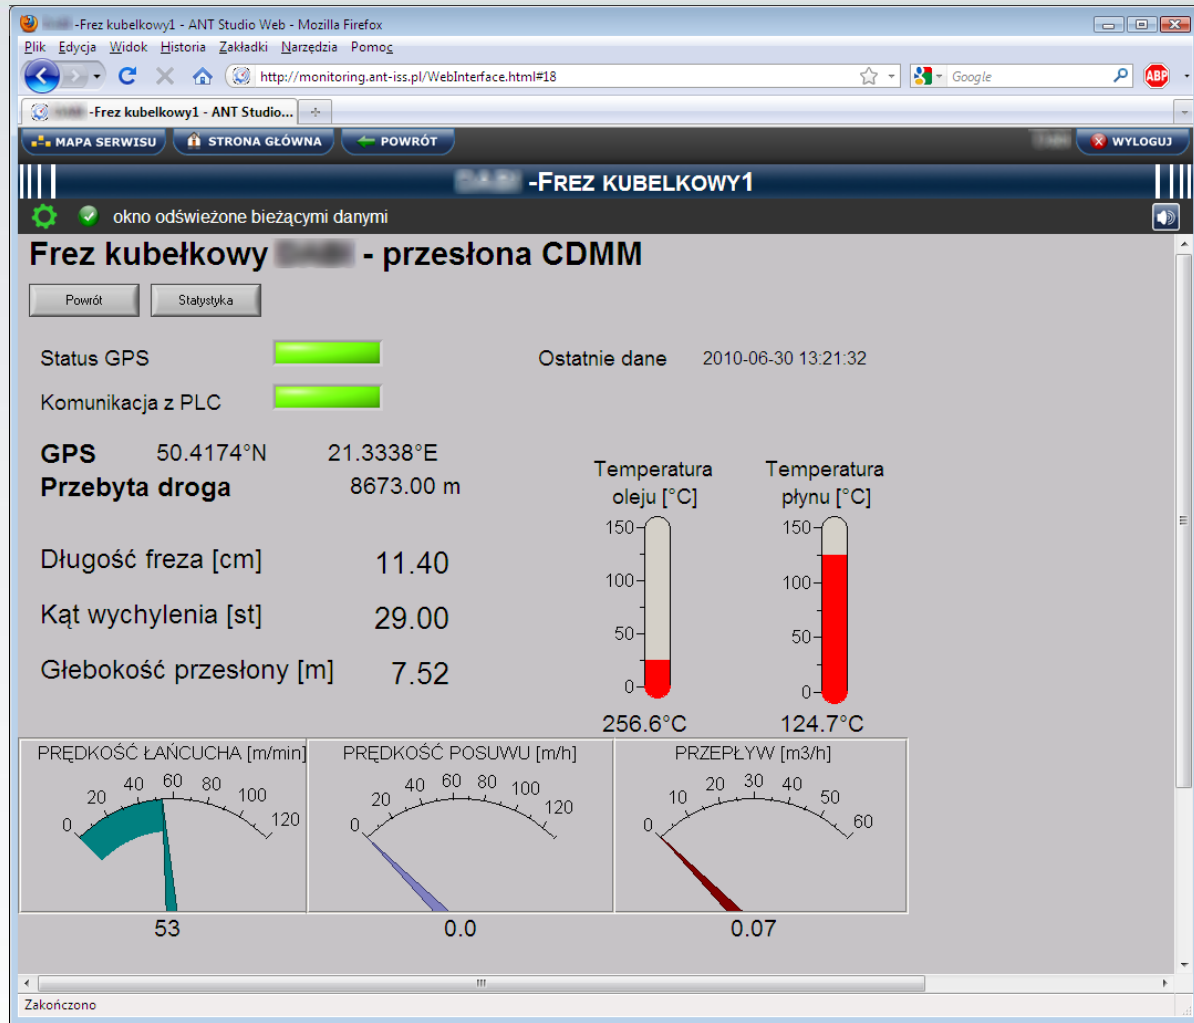 -Frez kubelkowy1 - ANT Studio Web - Mozilla Firefox
Plik Edycja Widok Historia Zakładki Narzędzia Pomoc
http://monitoring.ant-iss.pl/WebInterface.html#18 Google ABP
-Frez kubelkowy1 - ANT Studio...
MAPA SERWISU STRONA GŁÓWNA POWRÓT WYLOGUJ
-FREZ KUBELKOWY1
okno odświeżone bieżącymi danymi
Frez kubełkowy - przesłona CDMM
Powrót Statystyka
Status GPS Ostatnie dane 2010-06-30 13:21:32
Komunikacja z PLC
GPS 50.4174°N 21.3338°E
Przebyta droga 8673.00 m
Temperatura oleju [°C]
Temperatura płynu [°C]
150 150
100 100
50 50
0 0
256.6°C 124.7°C
Długość freza [cm] 11.40
Kąt wychylenia [st] 29.00
Głebokość przesłony [m] 7.52
PRĘDKOŚĆ ŁAŃCUCHA [m/min] PRĘDKOŚĆ POSUWU [m/h] PRZEPŁYW [m3/h]
0 20 40 60 80 100 120
0 20 40 60 80 100 120
0 10 20 30 40 50 60
53 0.0 0.07
Zakończono